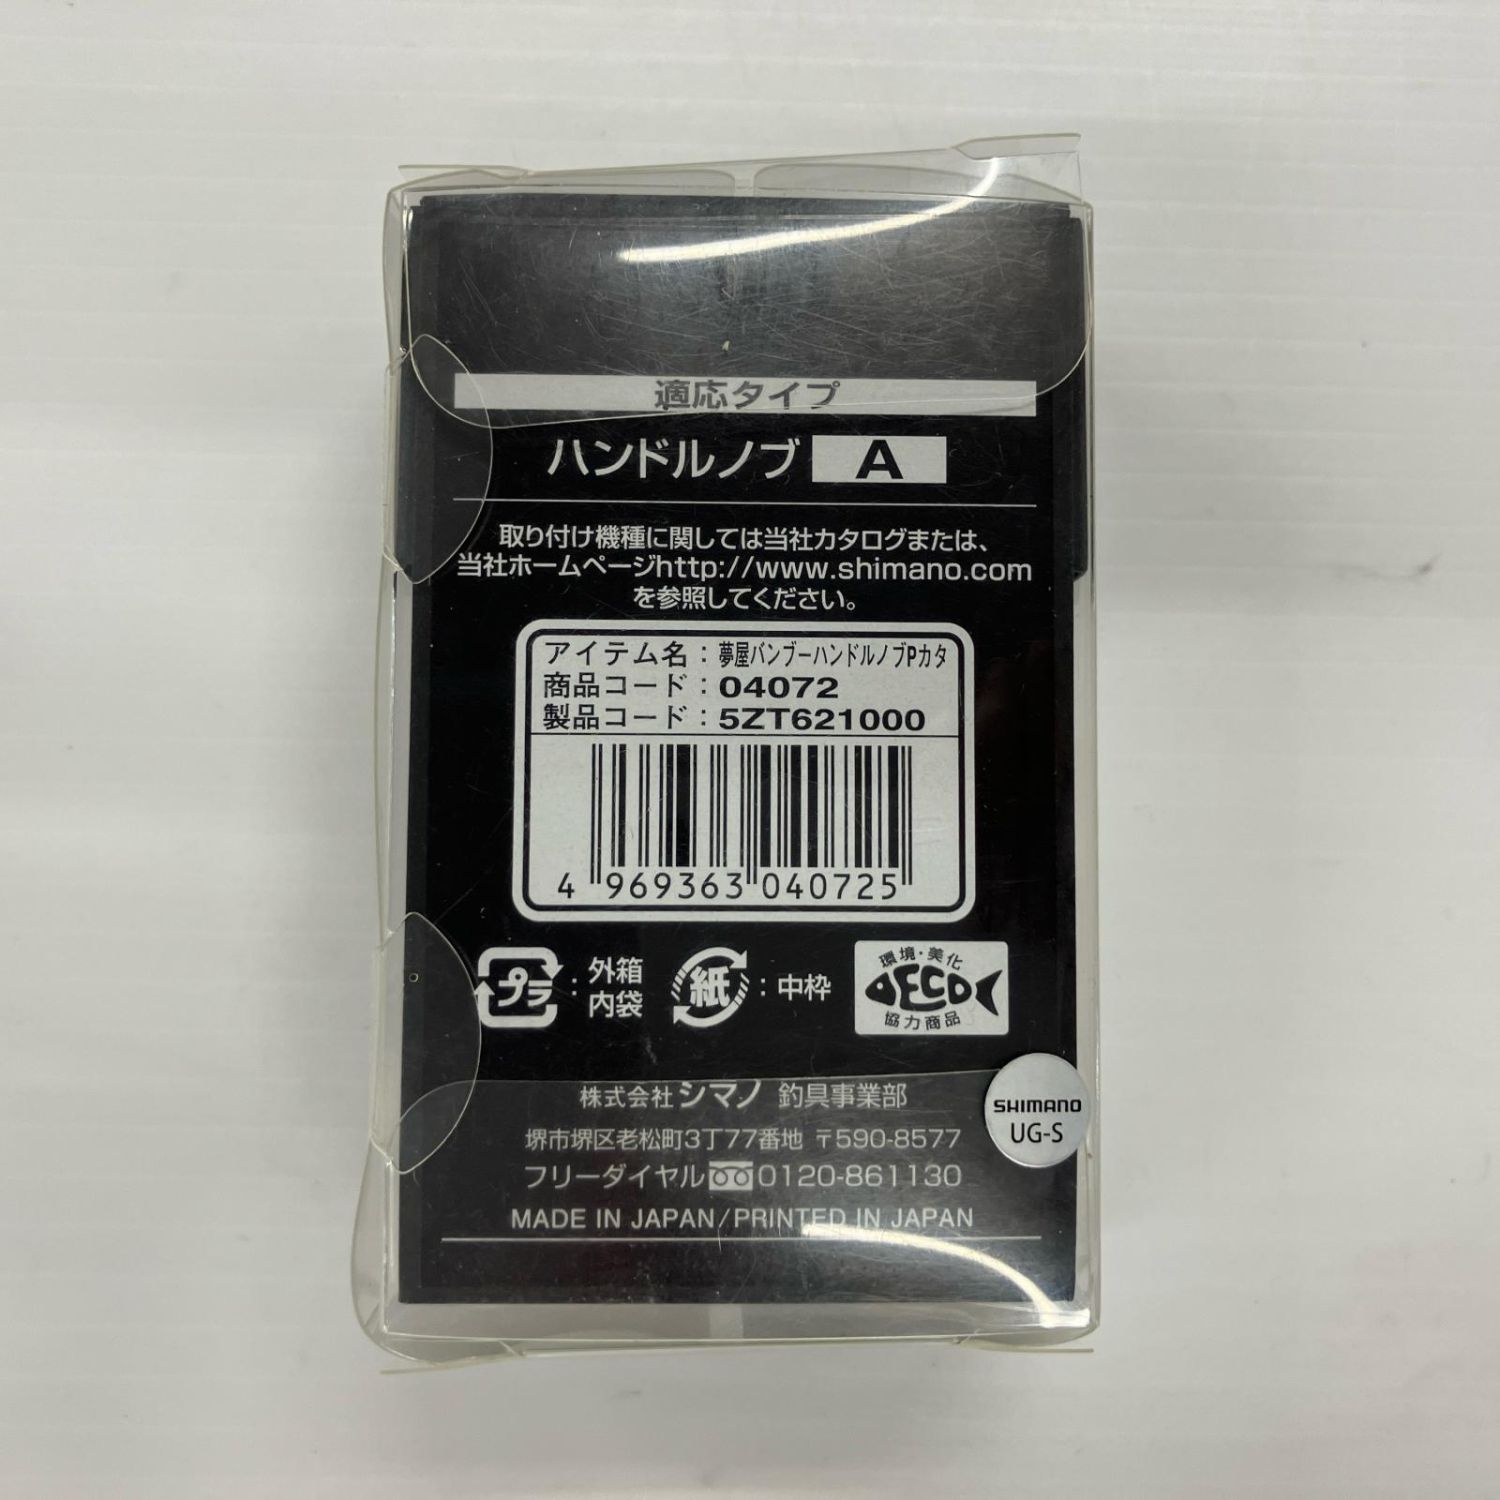 適応タイプ
ハンドルノブ A
取り付け機種に関しては当社カタログまたは、
当社ホームページhttp://www.shimano.com
を参照してください。
アイテム名：夢屋バンブーハンドルノブPカタ
商品コード：04072
製品コード：5ZT621000
4 969363 040725
プラ：外箱
内袋
紙：中枠
環境・美化
ECO
協力商品
株式会社シマノ 釣具事業部
堺市堺区老松町3丁77番地 〒590-8577
フリーダイヤル 0120-861130
MADE IN JAPAN/PRINTED IN JAPAN
SHIMANO
UG-S